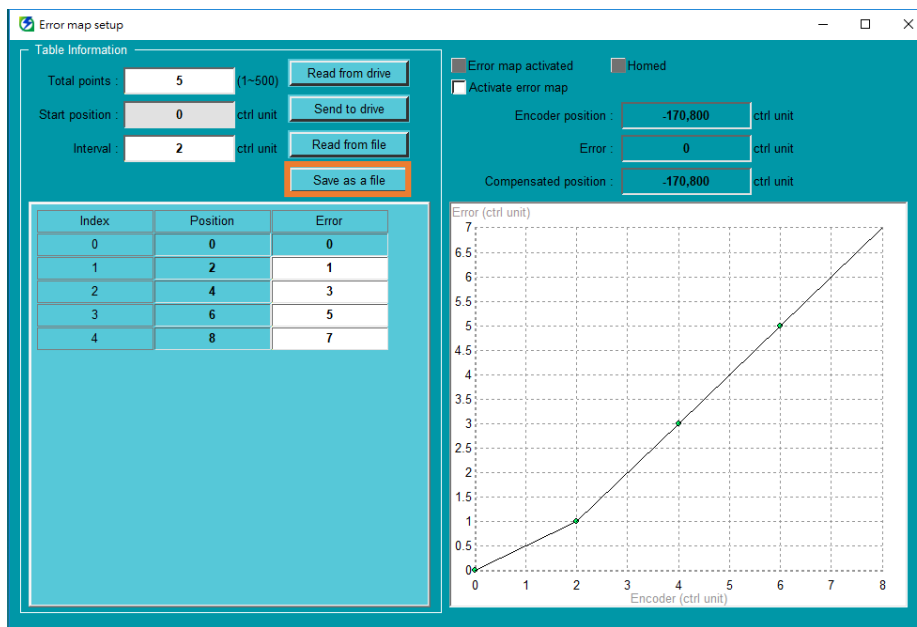 Error map setup
Table Information
Total points : 5 (1~500) Read from drive
Start position : 0 ctrl unit Send to drive
Interval : 2 ctrl unit Read from file
Save as a file
Index Position Error
0 0 0
1 2 1
2 4 3
3 6 5
4 8 7
Error map activated Homed
Activate error map
Encoder position : -170,800 ctrl unit
Error : 0 ctrl unit
Compensated position : -170,800 ctrl unit
Error (ctrl unit)
7
6.5
6
5.5
5
4.5
4
3.5
3
2.5
2
1.5
1
0.5
0
0 1 2 3 4 5 6 7 8
Encoder (ctrl unit)